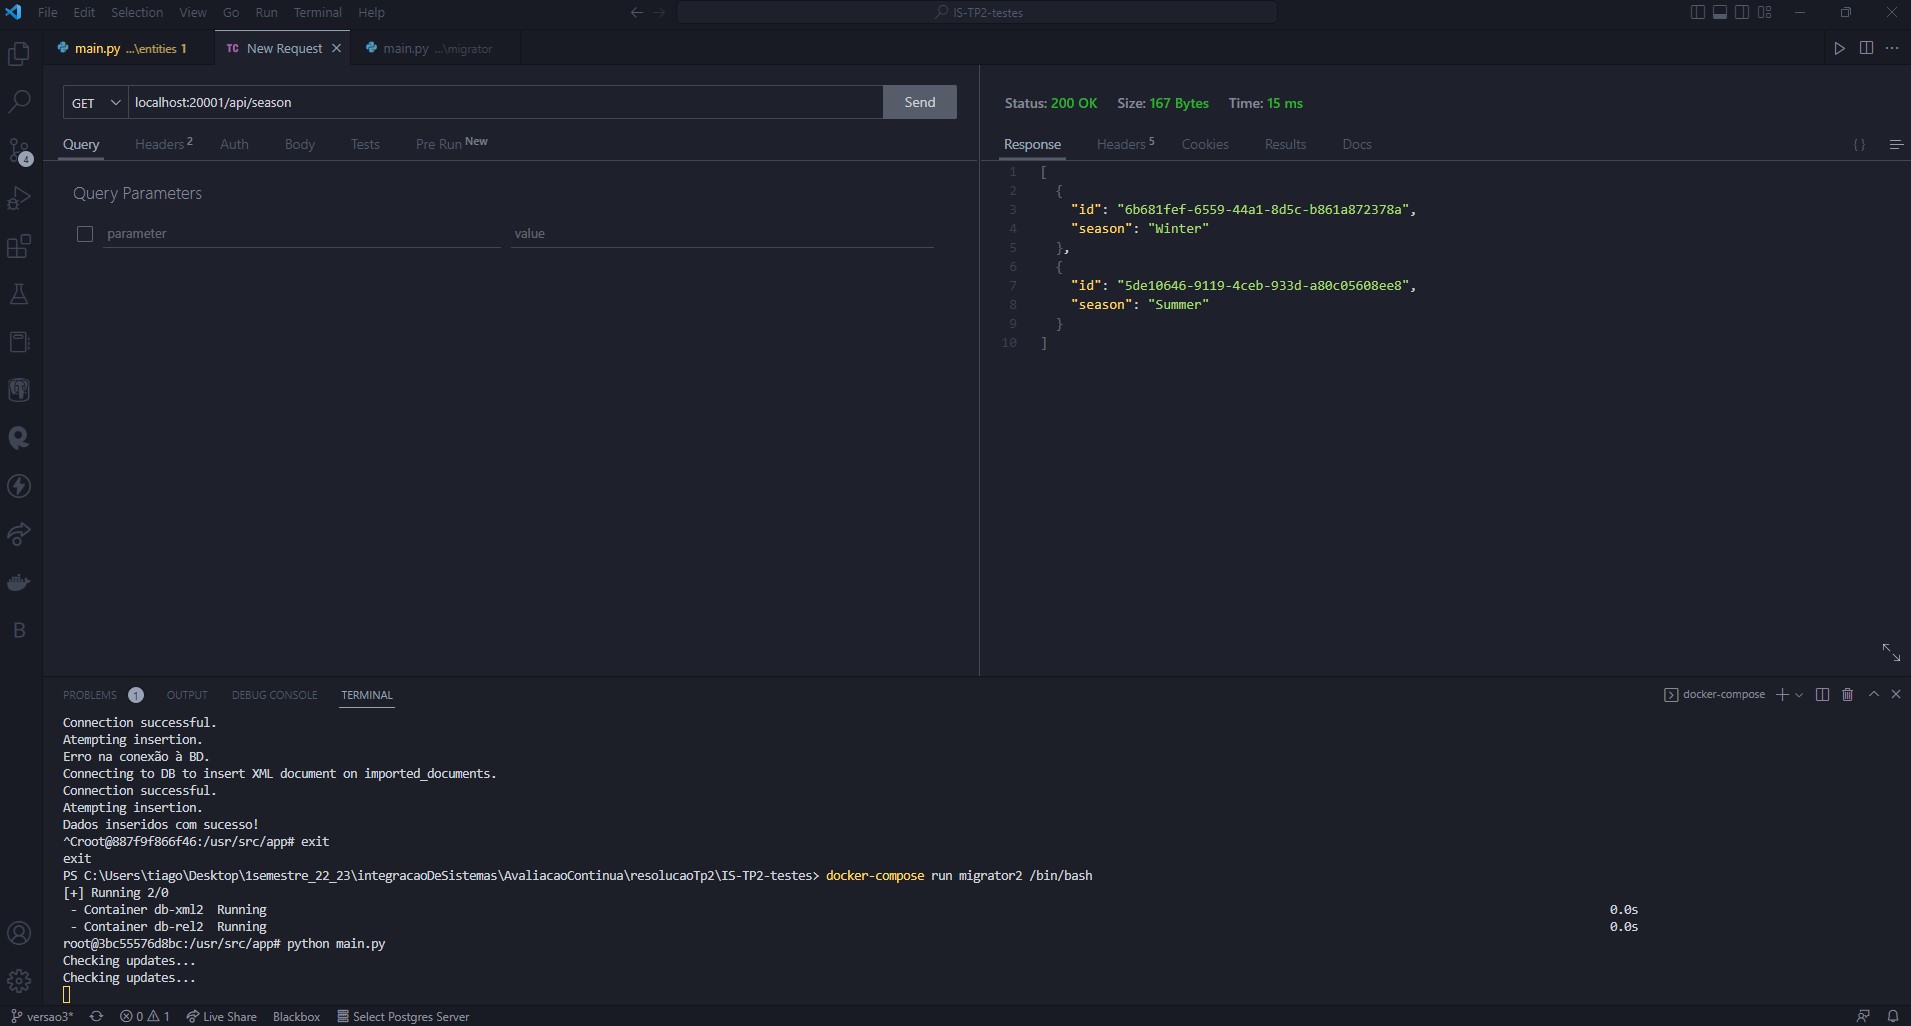 File Edit Selection View Go Run Terminal Help
IS-TP2-testes
main.py ...\entities 1
TC New Request
main.py ...\migrator
GET
localhost:20001/api/season
Send
Status: 200 OK Size: 167 Bytes Time: 15 ms
Query Headers 2 Auth Body Tests Pre Run New
Response Headers 5 Cookies Results Docs { }
Query Parameters
parameter value
1 [
2 {
3 "id": "6b681fef-6559-44a1-8d5c-b861a872378a",
4 "season": "Winter"
5 },
6 {
7 "id": "5de10646-9119-4ceb-933d-a80c05608ee8",
8 "season": "Summer"
9 }
10 ]
4
B
PROBLEMS 1 OUTPUT DEBUG CONSOLE TERMINAL
docker-compose
Connection successful.
Atempting insertion.
Erro na conexão à BD.
Connecting to DB to insert XML document on imported_documents.
Connection successful.
Atempting insertion.
Dados inseridos com sucesso!
^Croot@887f9f866f46:/usr/src/app# exit
exit
PS C:\Users\tiago\Desktop\1semestre_22_23\integracaoDeSistemas\AvaliacaoContinua\resolucaoTp2\IS-TP2-testes> docker-compose run migrator2 /bin/bash
[+] Running 2/0
- Container db-xml2 Running 0.0s
- Container db-rel2 Running 0.0s
root@3bc55576d8bc:/usr/src/app# python main.py
Checking updates...
Checking updates...
versao3* 0 1 Live Share Blackbox Select Postgres Server